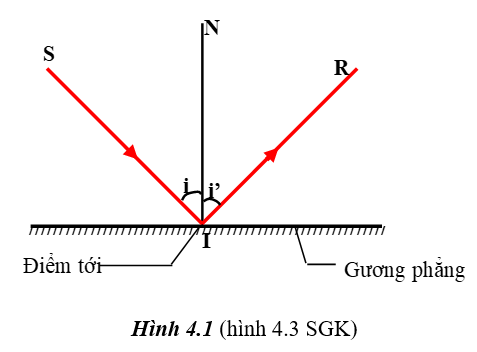 N
S
R
i
i’
I
Điểm tới
Gương phẳng
Hình 4.1 (hình 4.3 SGK)